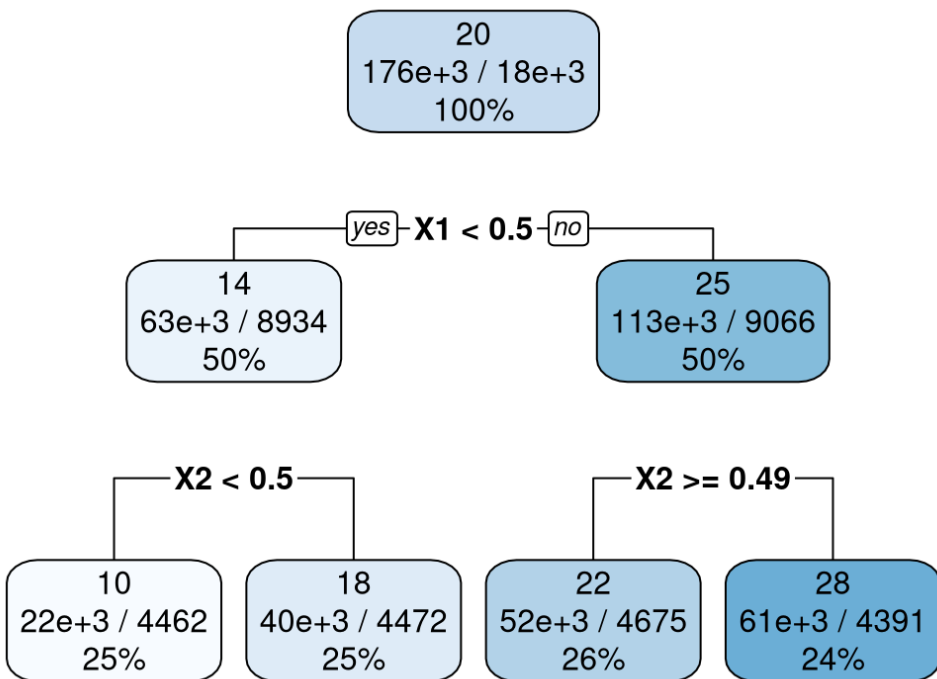 20
176e+3 / 18e+3
100%
yes X1 < 0.5 no
14
63e+3 / 8934
50%
25
113e+3 / 9066
50%
X2 < 0.5
X2 >= 0.49
10
22e+3 / 4462
25%
18
40e+3 / 4472
25%
22
52e+3 / 4675
26%
28
61e+3 / 4391
24%